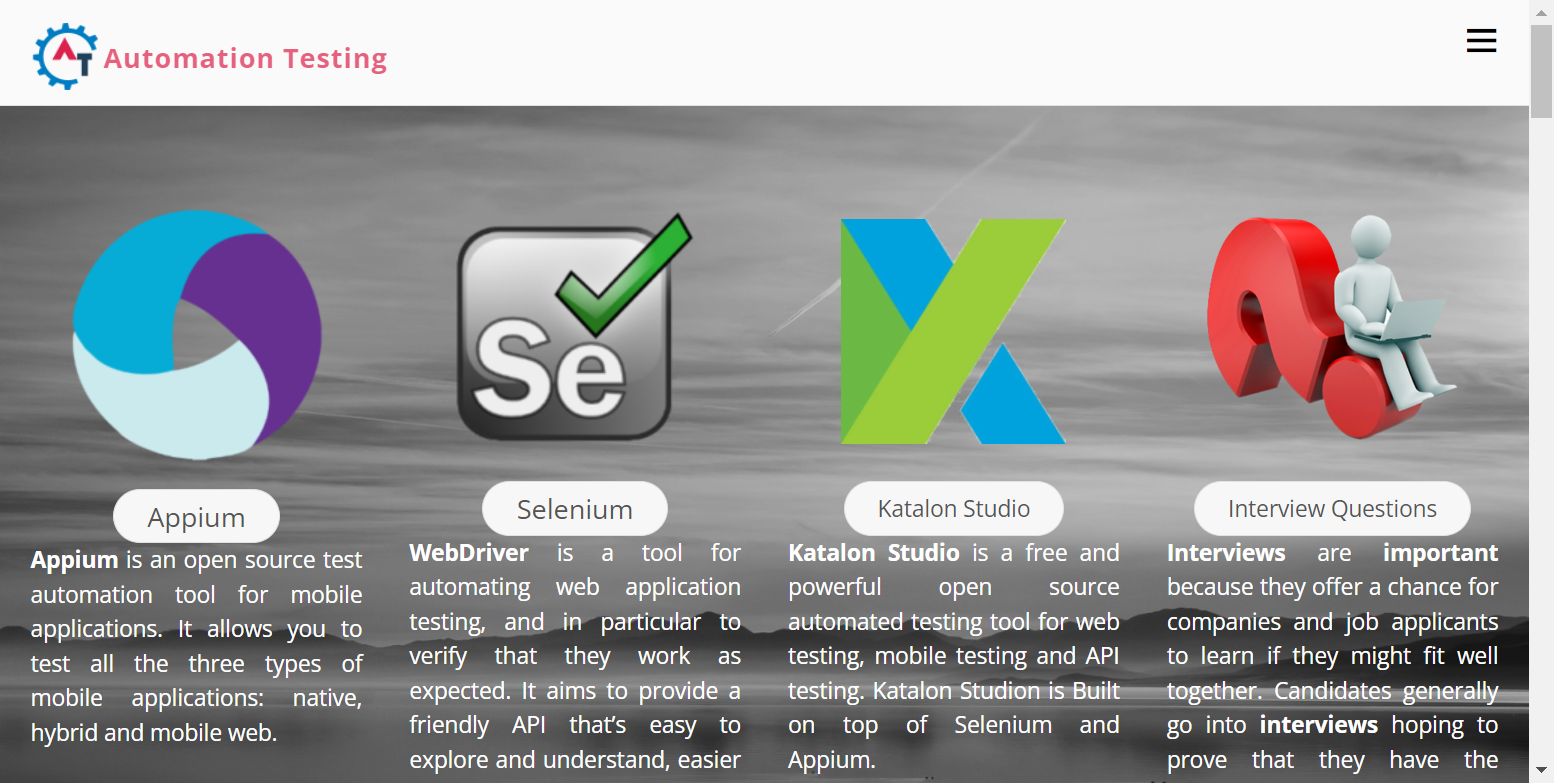 AT Automation Testing
Se
Appium
Appium is an open source test
automation tool for mobile
applications. It allows you to
test all the three types of
mobile applications: native,
hybrid and mobile web.
Selenium
WebDriver is a tool for
automating web application
testing, and in particular to
verify that they work as
expected. It aims to provide a
friendly API that’s easy to
explore and understand, easier
Katalon Studio
Katalon Studio is a free and
powerful open source
automated testing tool for web
testing, mobile testing and API
testing. Katalon Studion is Built
on top of Selenium and
Appium.
Interview Questions
Interviews are important
because they offer a chance for
companies and job applicants
to learn if they might fit well
together. Candidates generally
go into interviews hoping to
prove that they have the